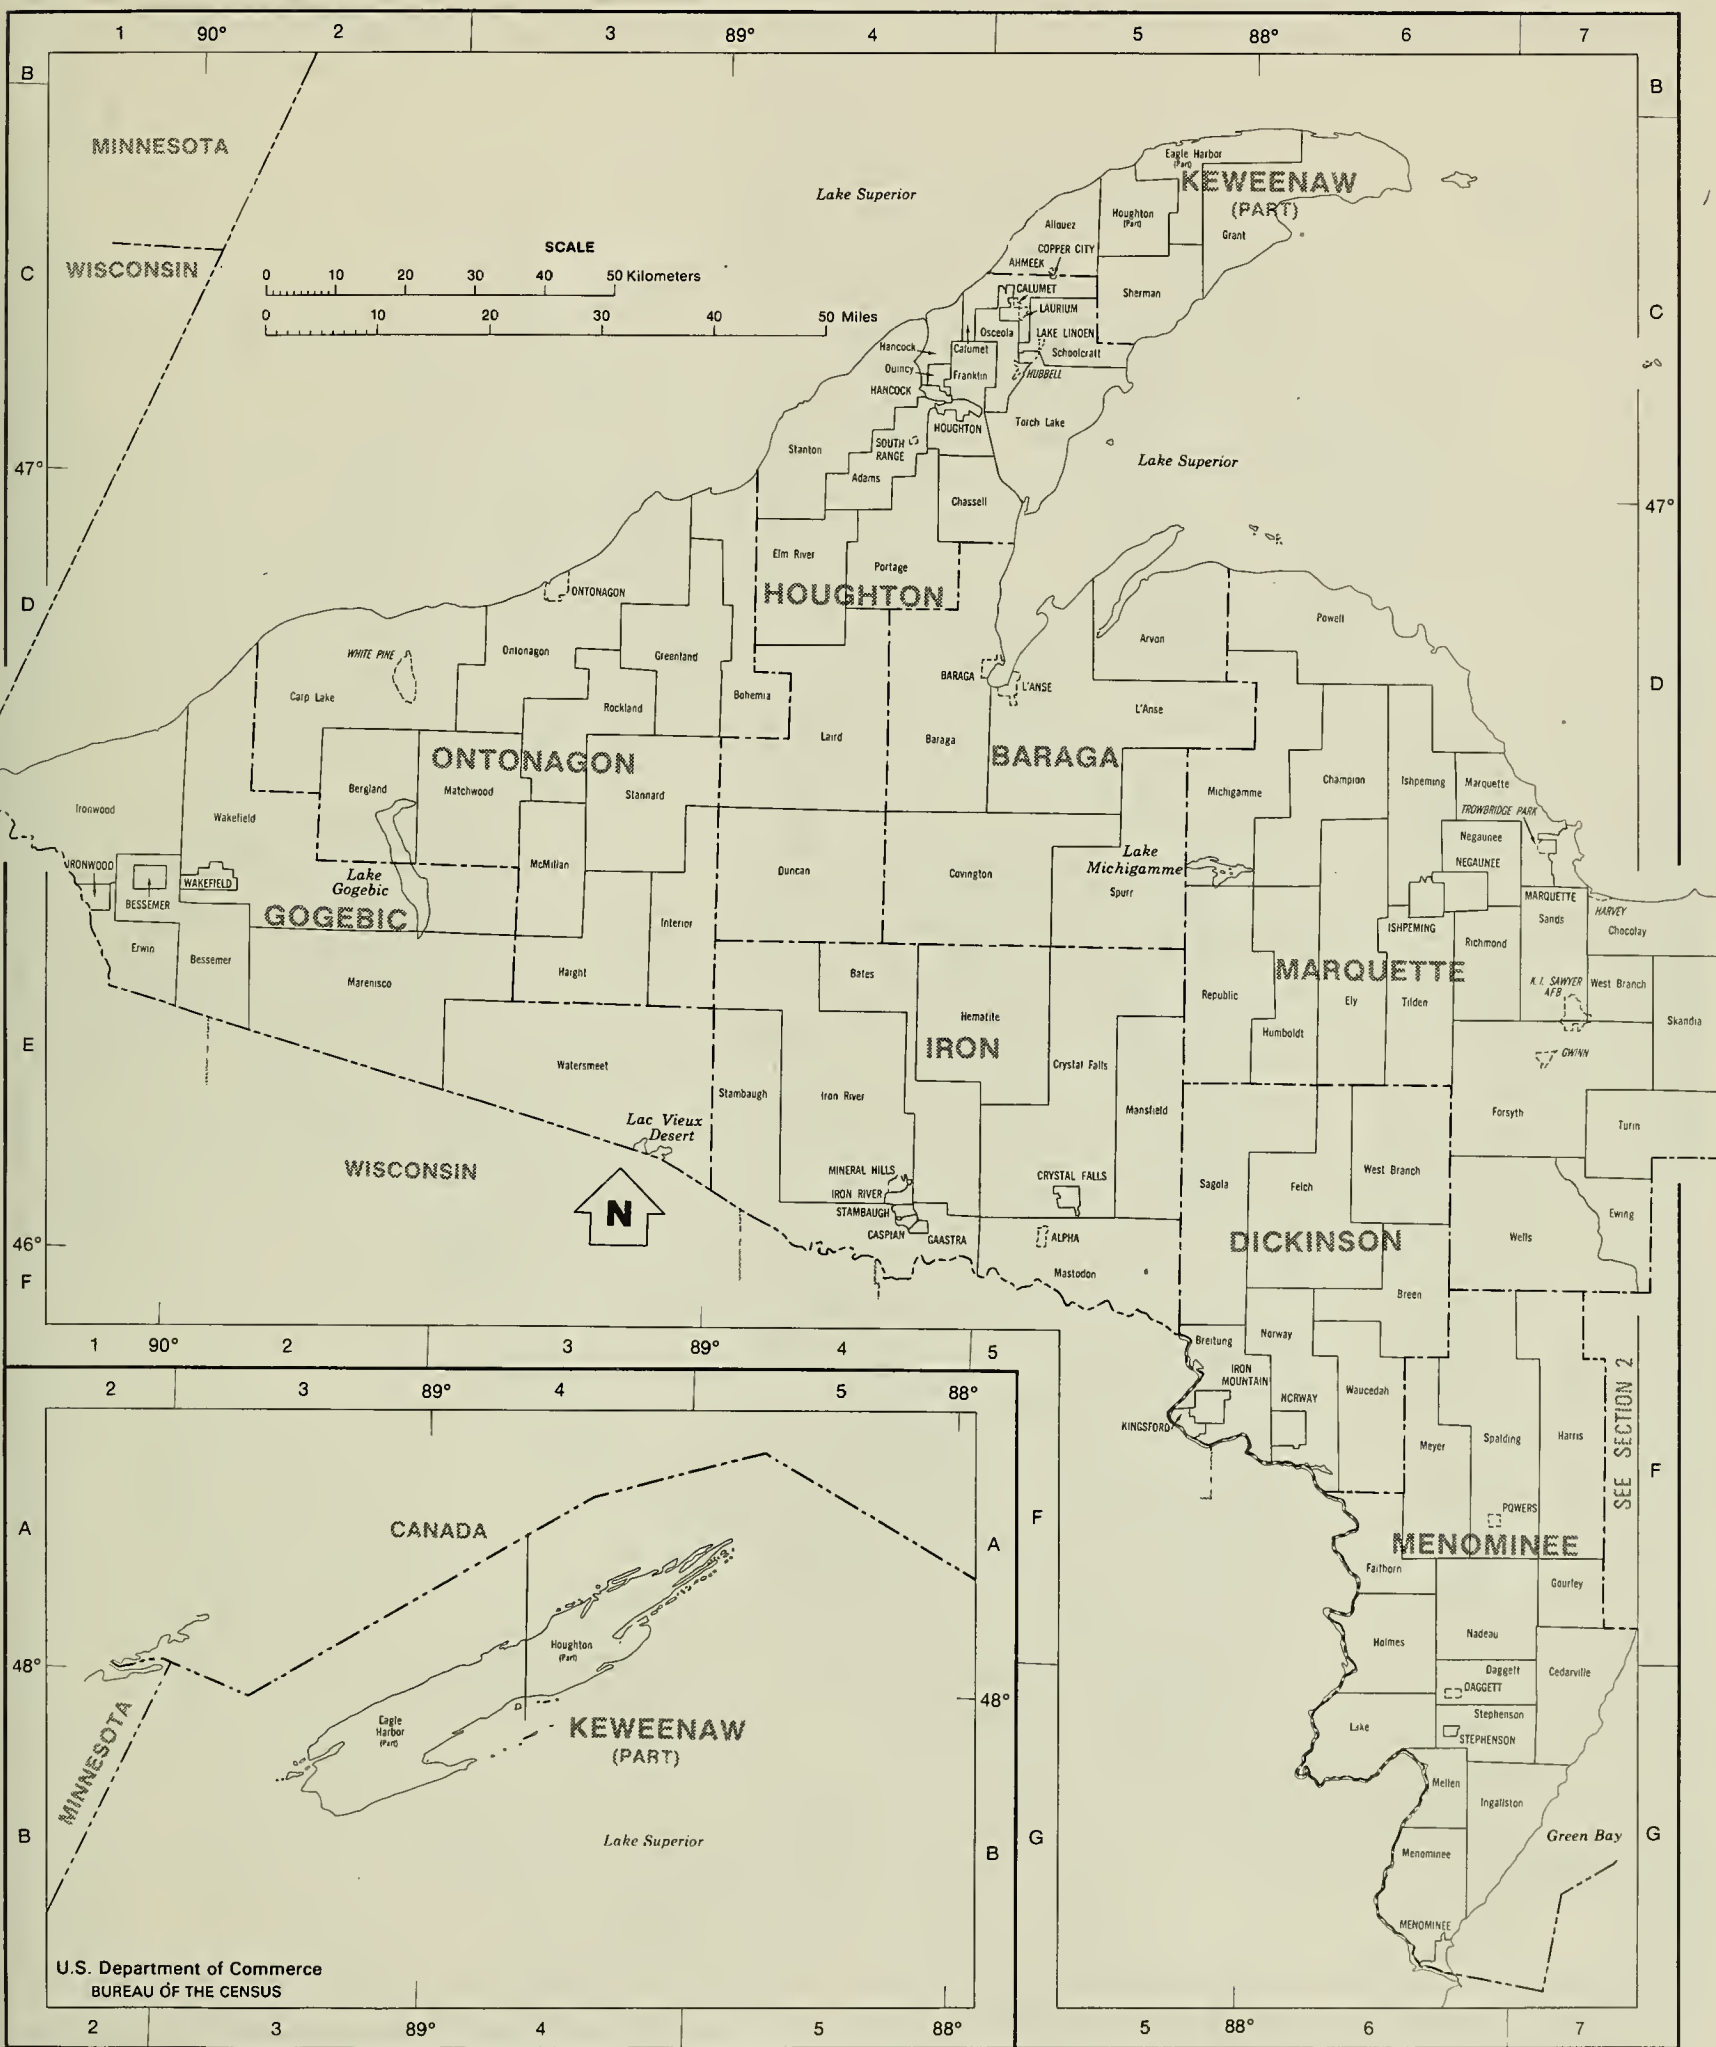 1 90° 2 3 89° 4 5 88° 6 7
B
B
MINNESOTA
Eagle Harbor
(Part)
KEWEENAW
(PART)
Lake Superior
Houghton
(Part)
Allouez
Grant
COPPER CITY
SCALE
AHMEEK
C
WISCONSIN
0 10 20 30 40 50 Kilometers
CALUMET
Sherman
LAURIUM
C
0 10 20 30 40 50 Miles
Osceola
LAKE LINDEN
Hancock
Calumet
Schoolcraft
Quincy
Franklin
HUBBELL
HANCOCK
HOUGHTON
Torch Lake
SOUTH
RANGE
Stanton
Lake Superior
47°
Adams
Chassell
47°
Elm River
Portage
HOUGHTON
ONTONAGON
D
Powell
Arvon
WHITE PINE
Ontonagon
Greenland
BARAGA
L'ANSE
D
Carp Lake
Bohemia
Rockland
L'Anse
Laird
Baraga
ONTONAGON
BARAGA
Champion
Ishpeming
Marquette
Bergland
Matchwood
Stannard
Michigamme
Ironwood
Wakefield
TROWBRIDGE PARK
Negaunee
Lake
Michigamme
NEGAUNEE
IRONWOOD
McMillan
Duncan
Covington
Spurr
Lake
Gogebic
WAKEFIELD
BESSEMER
MARQUETTE
GOGEBIC
Interior
ISHPEMING
Sands
HARVEY
Chocolay
Erwin
Bessemer
Richmond
Marenisco
Haight
Bates
MARQUETTE
K. I. SAWYER
AFB
West Branch
Republic
Ely
Tilden
Hematite
Skandia
Humboldt
E
IRON
GWINN
E
Watersmeet
Crystal Falls
Stambaugh
Iron River
Mansfield
Forsyth
Turin
Lac Vieux
Desert
WISCONSIN
MINERAL HILLS
CRYSTAL FALLS
West Branch
Sagola
Felch
IRON RIVER
N
STAMBAUGH
Ewing
CASPIAN
GAASTRA
ALPHA
Wells
46°
DICKINSON
Mastodon
F
Breen
1 90° 2 3 89° 4 5
Breitung
Norway
IRON
MOUNTAIN
Waucedah
NORWAY
KINGSFORD
Meyer
Spalding
Harris
SEE SECTION 2
F
POWERS
F
MENOMINEE
Faithorn
Gourley
Holmes
Nadeau
Daggett
DAGGETT
Cedarville
Stephenson
STEPHENSON
Lake
Mellen
Ingallston
G
Green Bay
G
Menominee
MENOMINEE
5 88° 6 7
2 3 89° 4 5 88°
A
CANADA
A
Houghton
(Part)
48°
48°
Eagle
Harbor
(Part)
KEWEENAW
(PART)
MINNESOTA
B
Lake Superior
B
U.S. Department of Commerce
BUREAU OF THE CENSUS
2 3 89° 4 5 88°